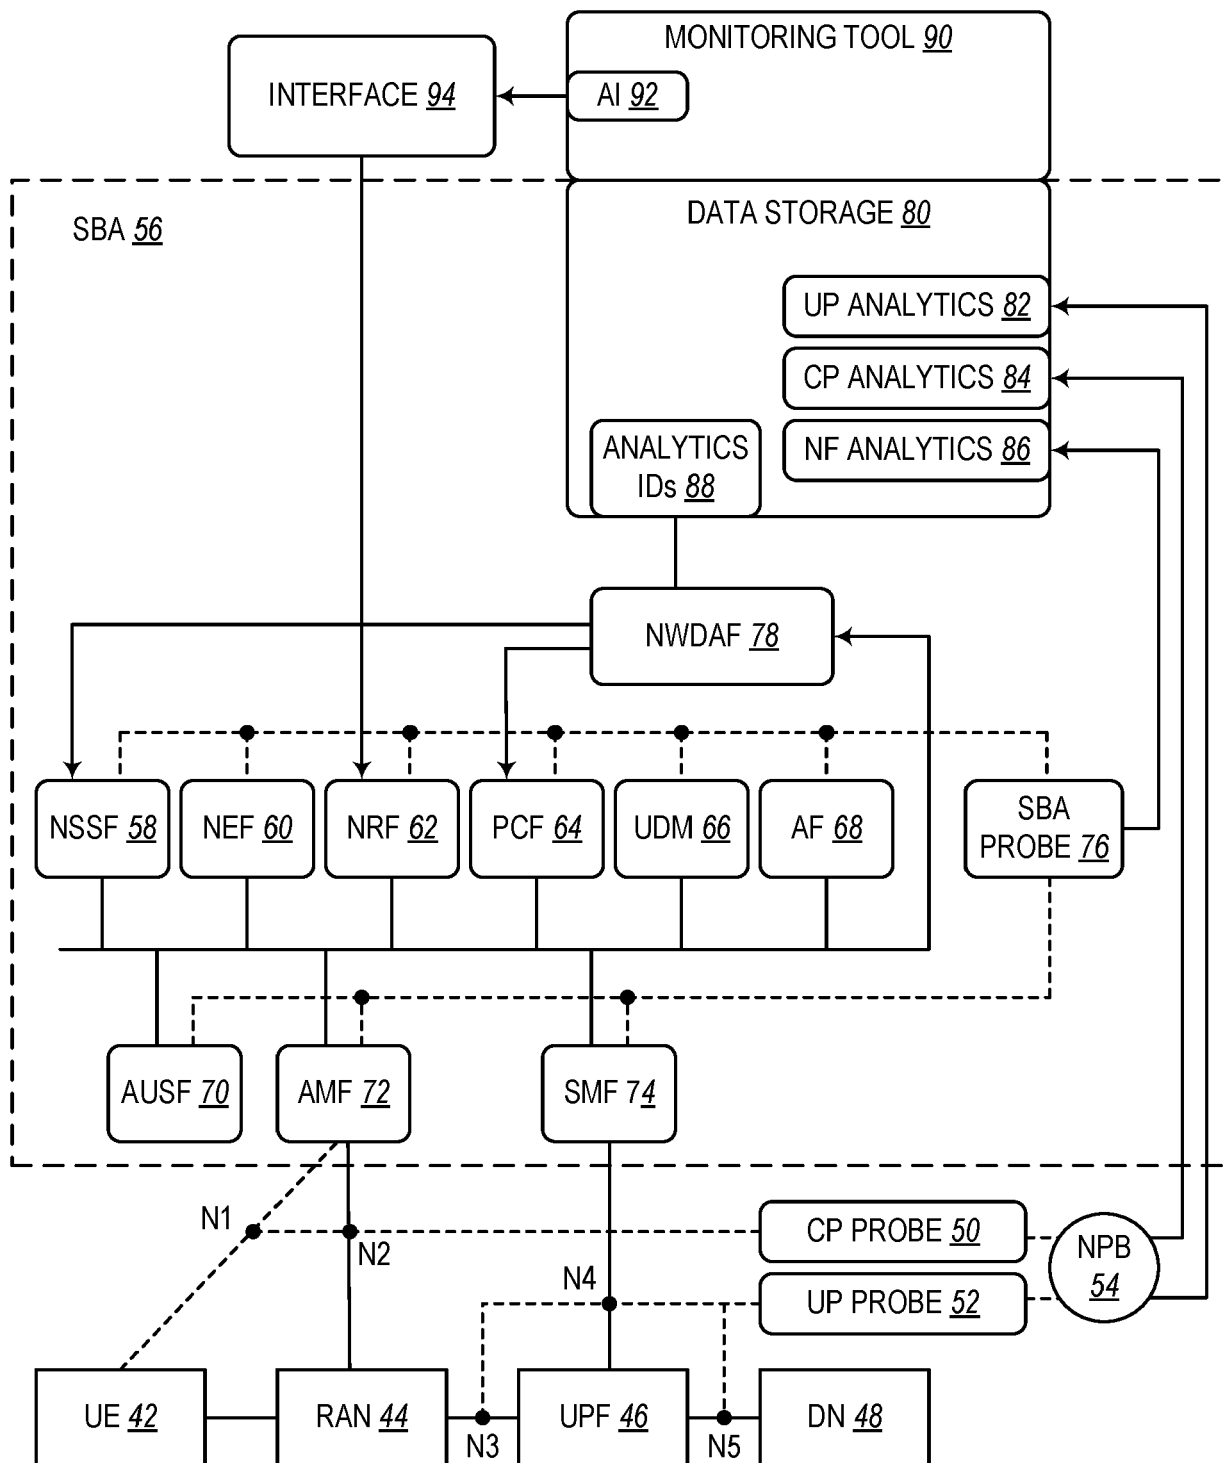 MONITORING TOOL 90
INTERFACE 94
AI 92
SBA 56
DATA STORAGE 80
UP ANALYTICS 82
CP ANALYTICS 84
NF ANALYTICS 86
ANALYTICS
IDs 88
NWDAF 78
NSSF 58
NEF 60
NRF 62
PCF 64
UDM 66
AF 68
SBA
PROBE 76
AUSF 70
AMF 72
SMF 74
N1
N2
CP PROBE 50
NPB
54
N4
UP PROBE 52
UE 42
RAN 44
N3
UPF 46
N5
DN 48